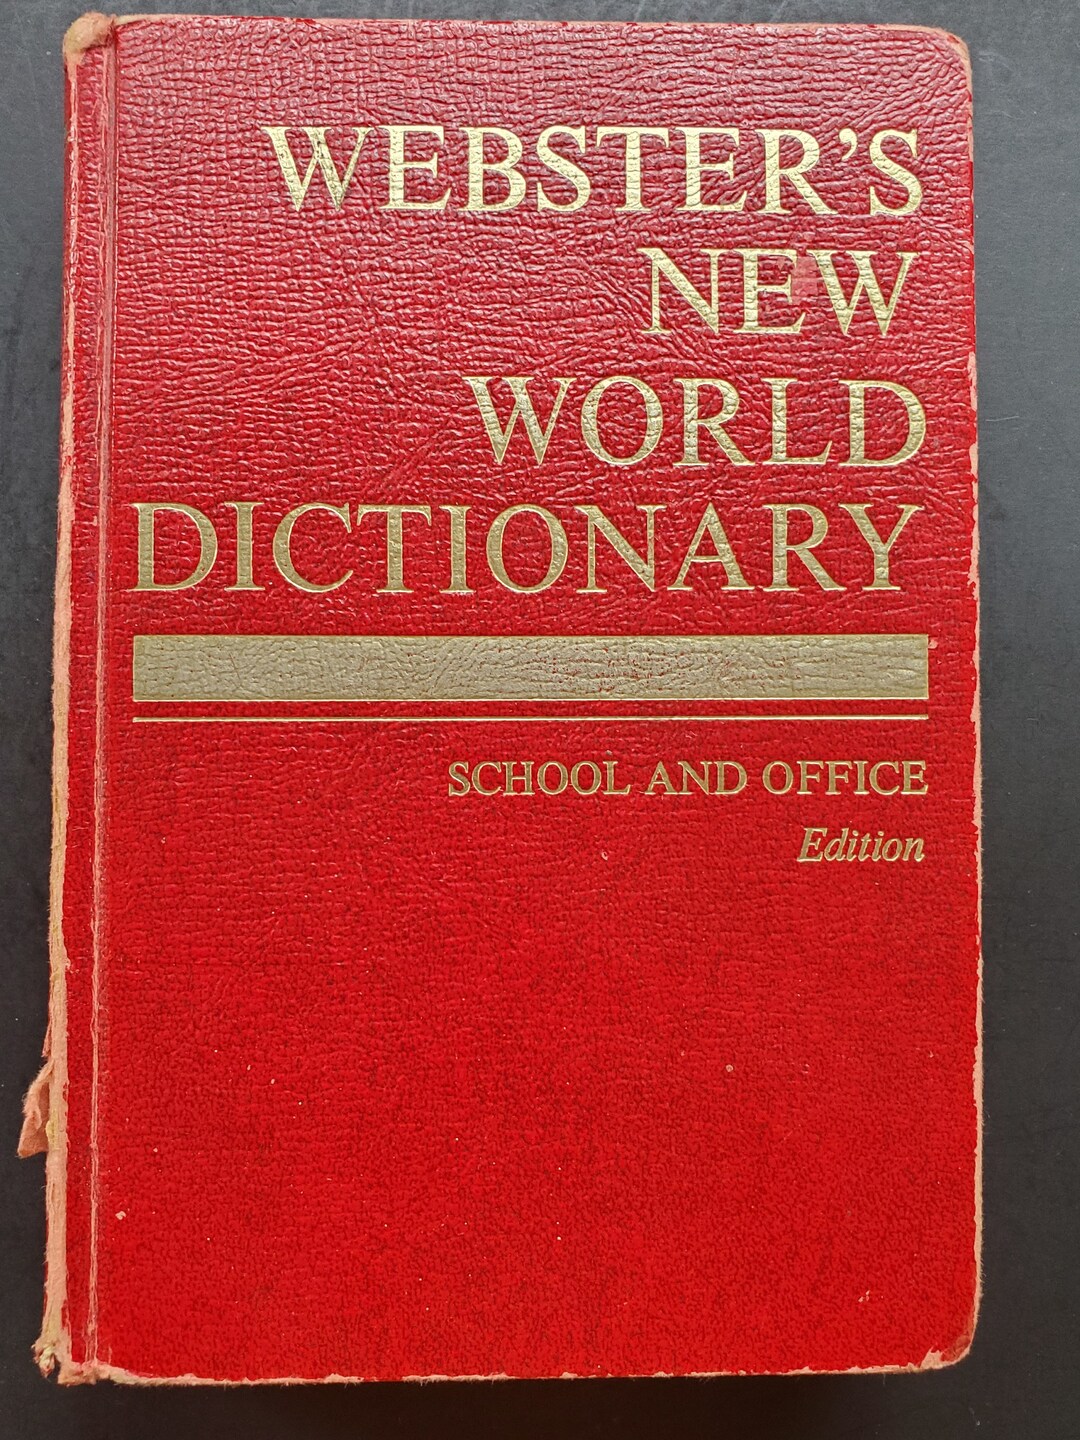 WEBSTER'S
NEW
WORLD
DICTIONARY
SCHOOL AND OFFICE
Edition